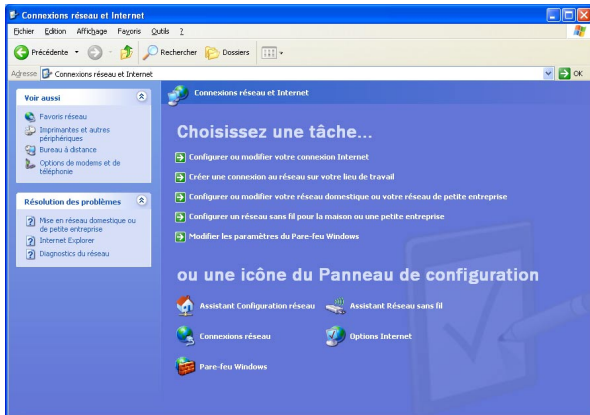 Connexions réseau et Internet
Fichier Edition Affichage Favoris Outils ?
Précédente Rechercher Dossiers
Adresse Connexions réseau et Internet OK
Voir aussi
Favoris réseau
Imprimantes et autres
périphériques
Bureau à distance
Options de modems et de
téléphonie
Résolution des problèmes
Mise en réseau domestique ou
de petite entreprise
Internet Explorer
Diagnostics du réseau
Connexions réseau et Internet
Choisissez une tâche...
Configurer ou modifier votre connexion Internet
Créer une connexion au réseau sur votre lieu de travail
Configurer ou modifier votre réseau domestique ou votre réseau de petite entreprise
Configurer un réseau sans fil pour la maison ou une petite entreprise
Modifier les paramètres du Pare-feu Windows
ou une icône du Panneau de configuration
Assistant Configuration réseau Assistant Réseau sans fil
Connexions réseau Options Internet
Pare-feu Windows